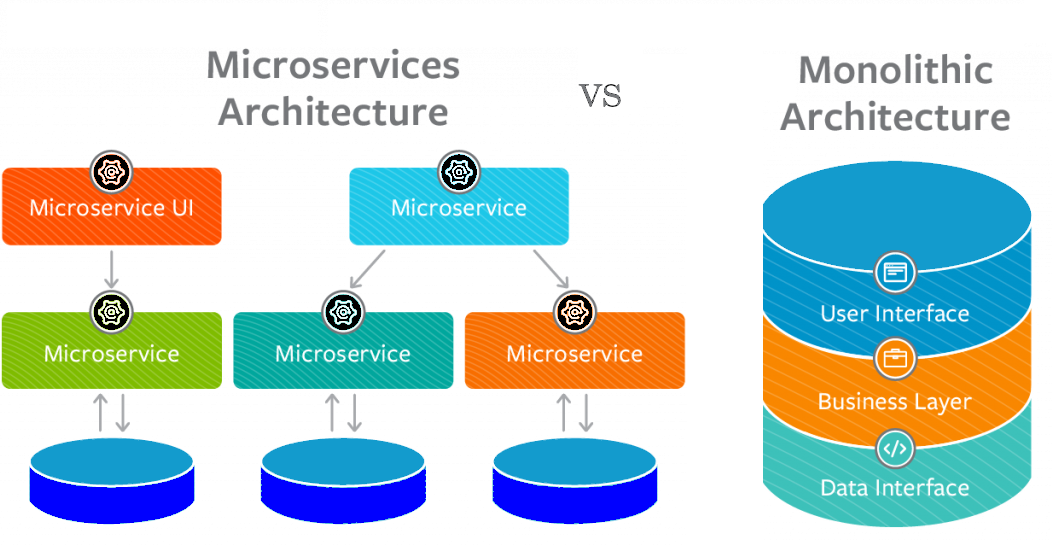 Microservices
Architecture
vs
Monolithic
Architecture
Microservice UI
Microservice
Microservice
Microservice
Microservice
User Interface
Business Layer
Data Interface